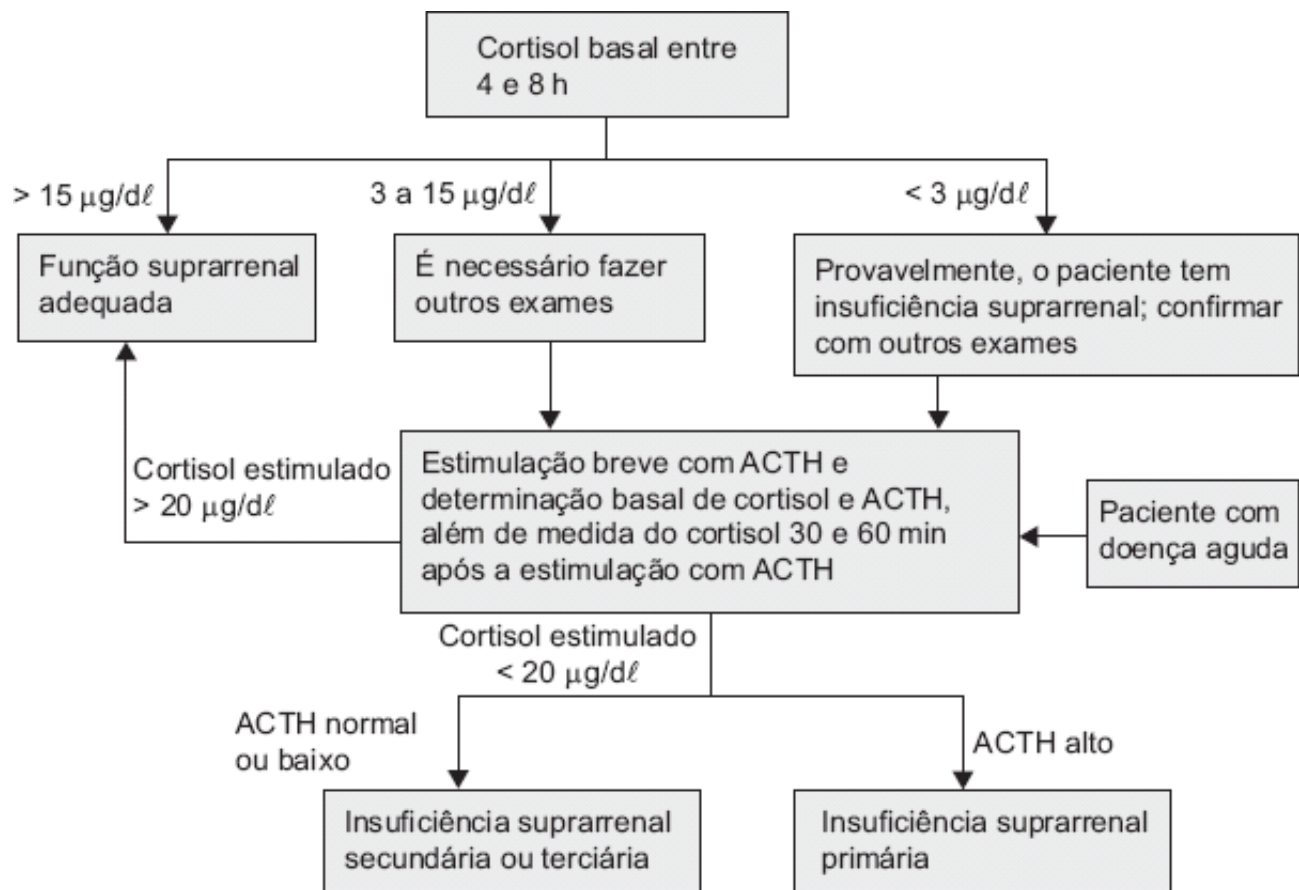 Cortisol basal entre
4 e 8 h
> 15 µg/dℓ
3 a 15 µg/dℓ
< 3 µg/dℓ
Função suprarrenal
adequada
É necessário fazer
outros exames
Provavelmente, o paciente tem
insuficiência suprarrenal; confirmar
com outros exames
Cortisol estimulado
> 20 µg/dℓ
Estimulação breve com ACTH e
determinação basal de cortisol e ACTH,
além de medida do cortisol 30 e 60 min
após a estimulação com ACTH
Paciente com
doença aguda
Cortisol estimulado
< 20 µg/dℓ
ACTH normal
ou baixo
ACTH alto
Insuficiência suprarrenal
secundária ou terciária
Insuficiência suprarrenal
primária